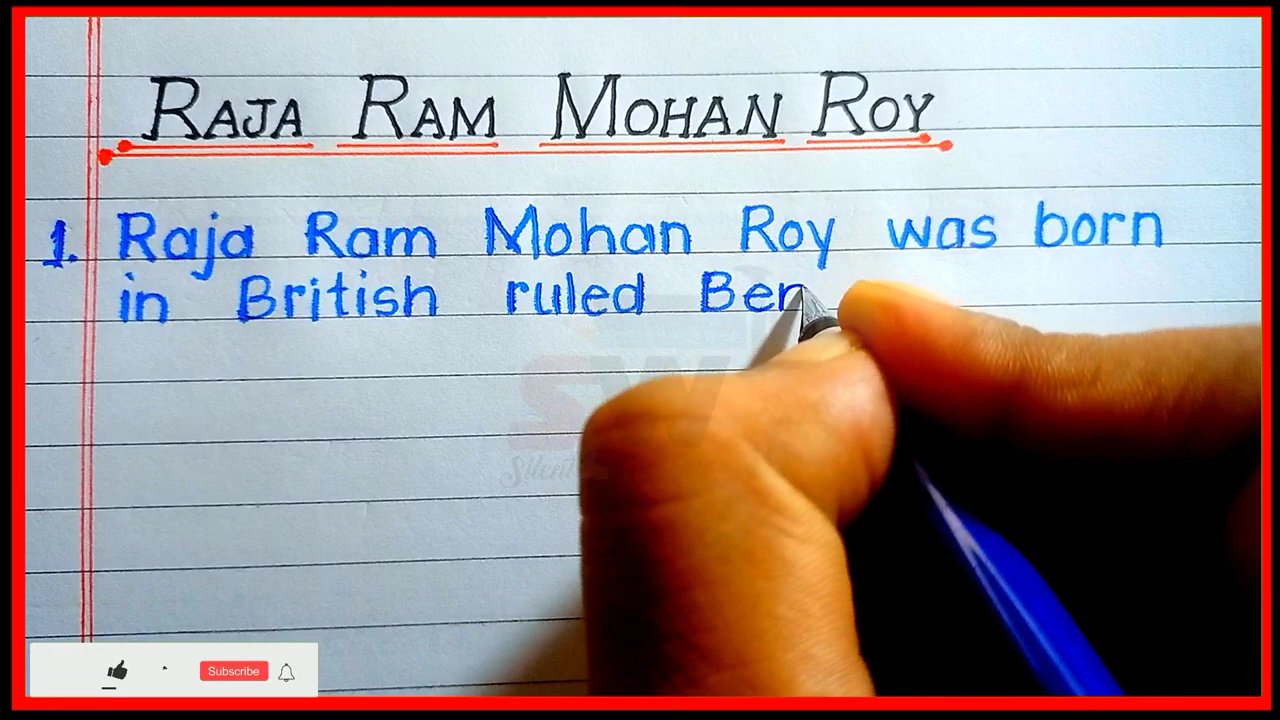 RAJA RAM MOHAN ROY
1. Raja Ram Mohan Roy was born
in British ruled Ben
Subscribe